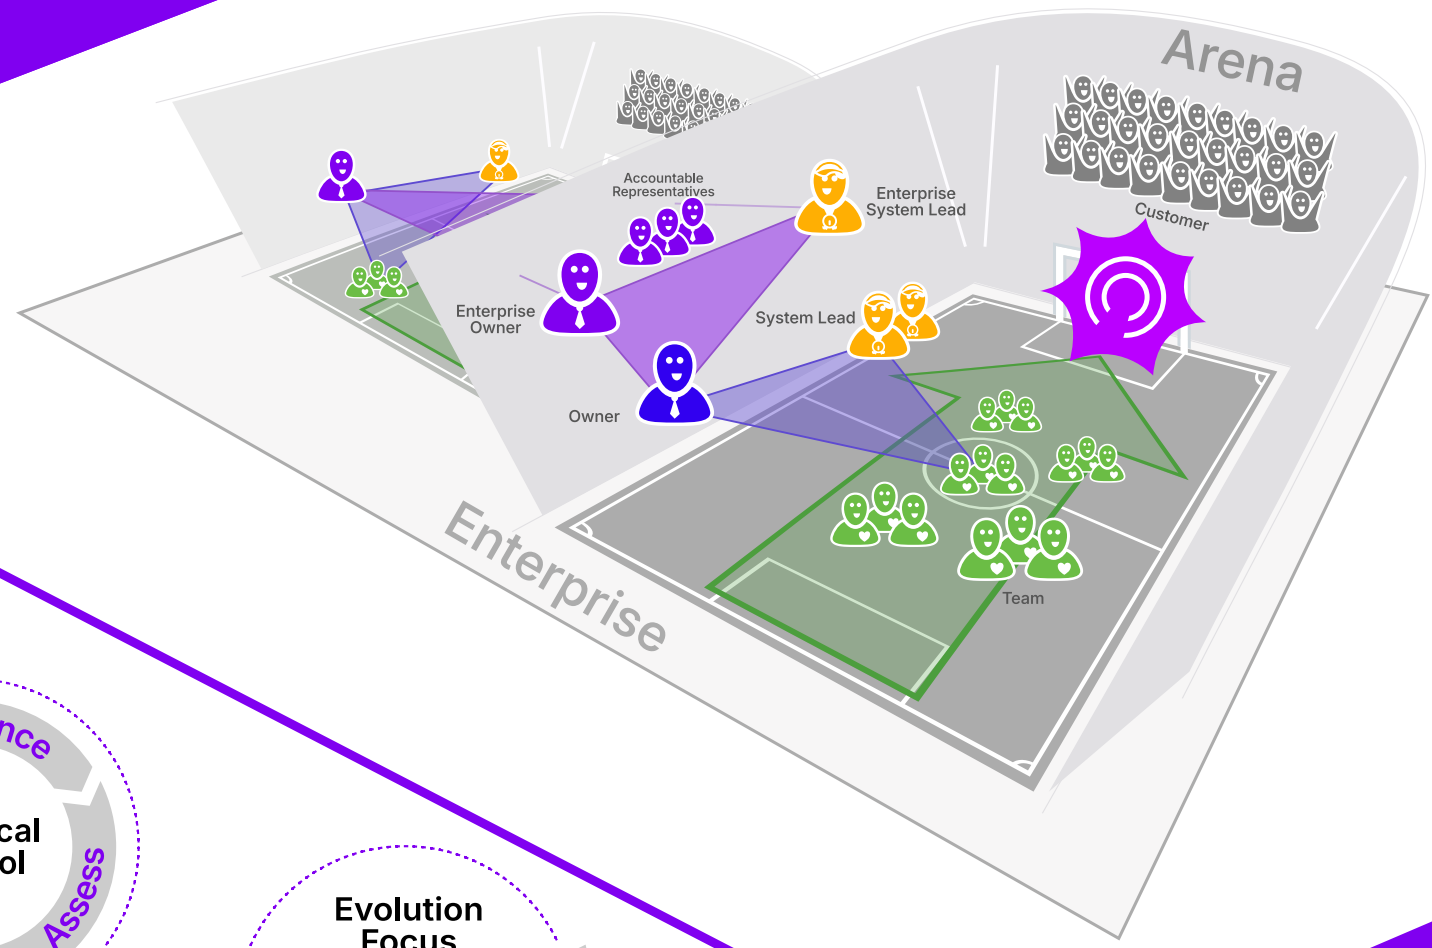 Arena
Accountable
Representatives
Enterprise
System Lead
Customer
Enterprise
Owner
System Lead
Owner
Enterprise
Team
nce
cal
ol
Assess
Evolution
Focus